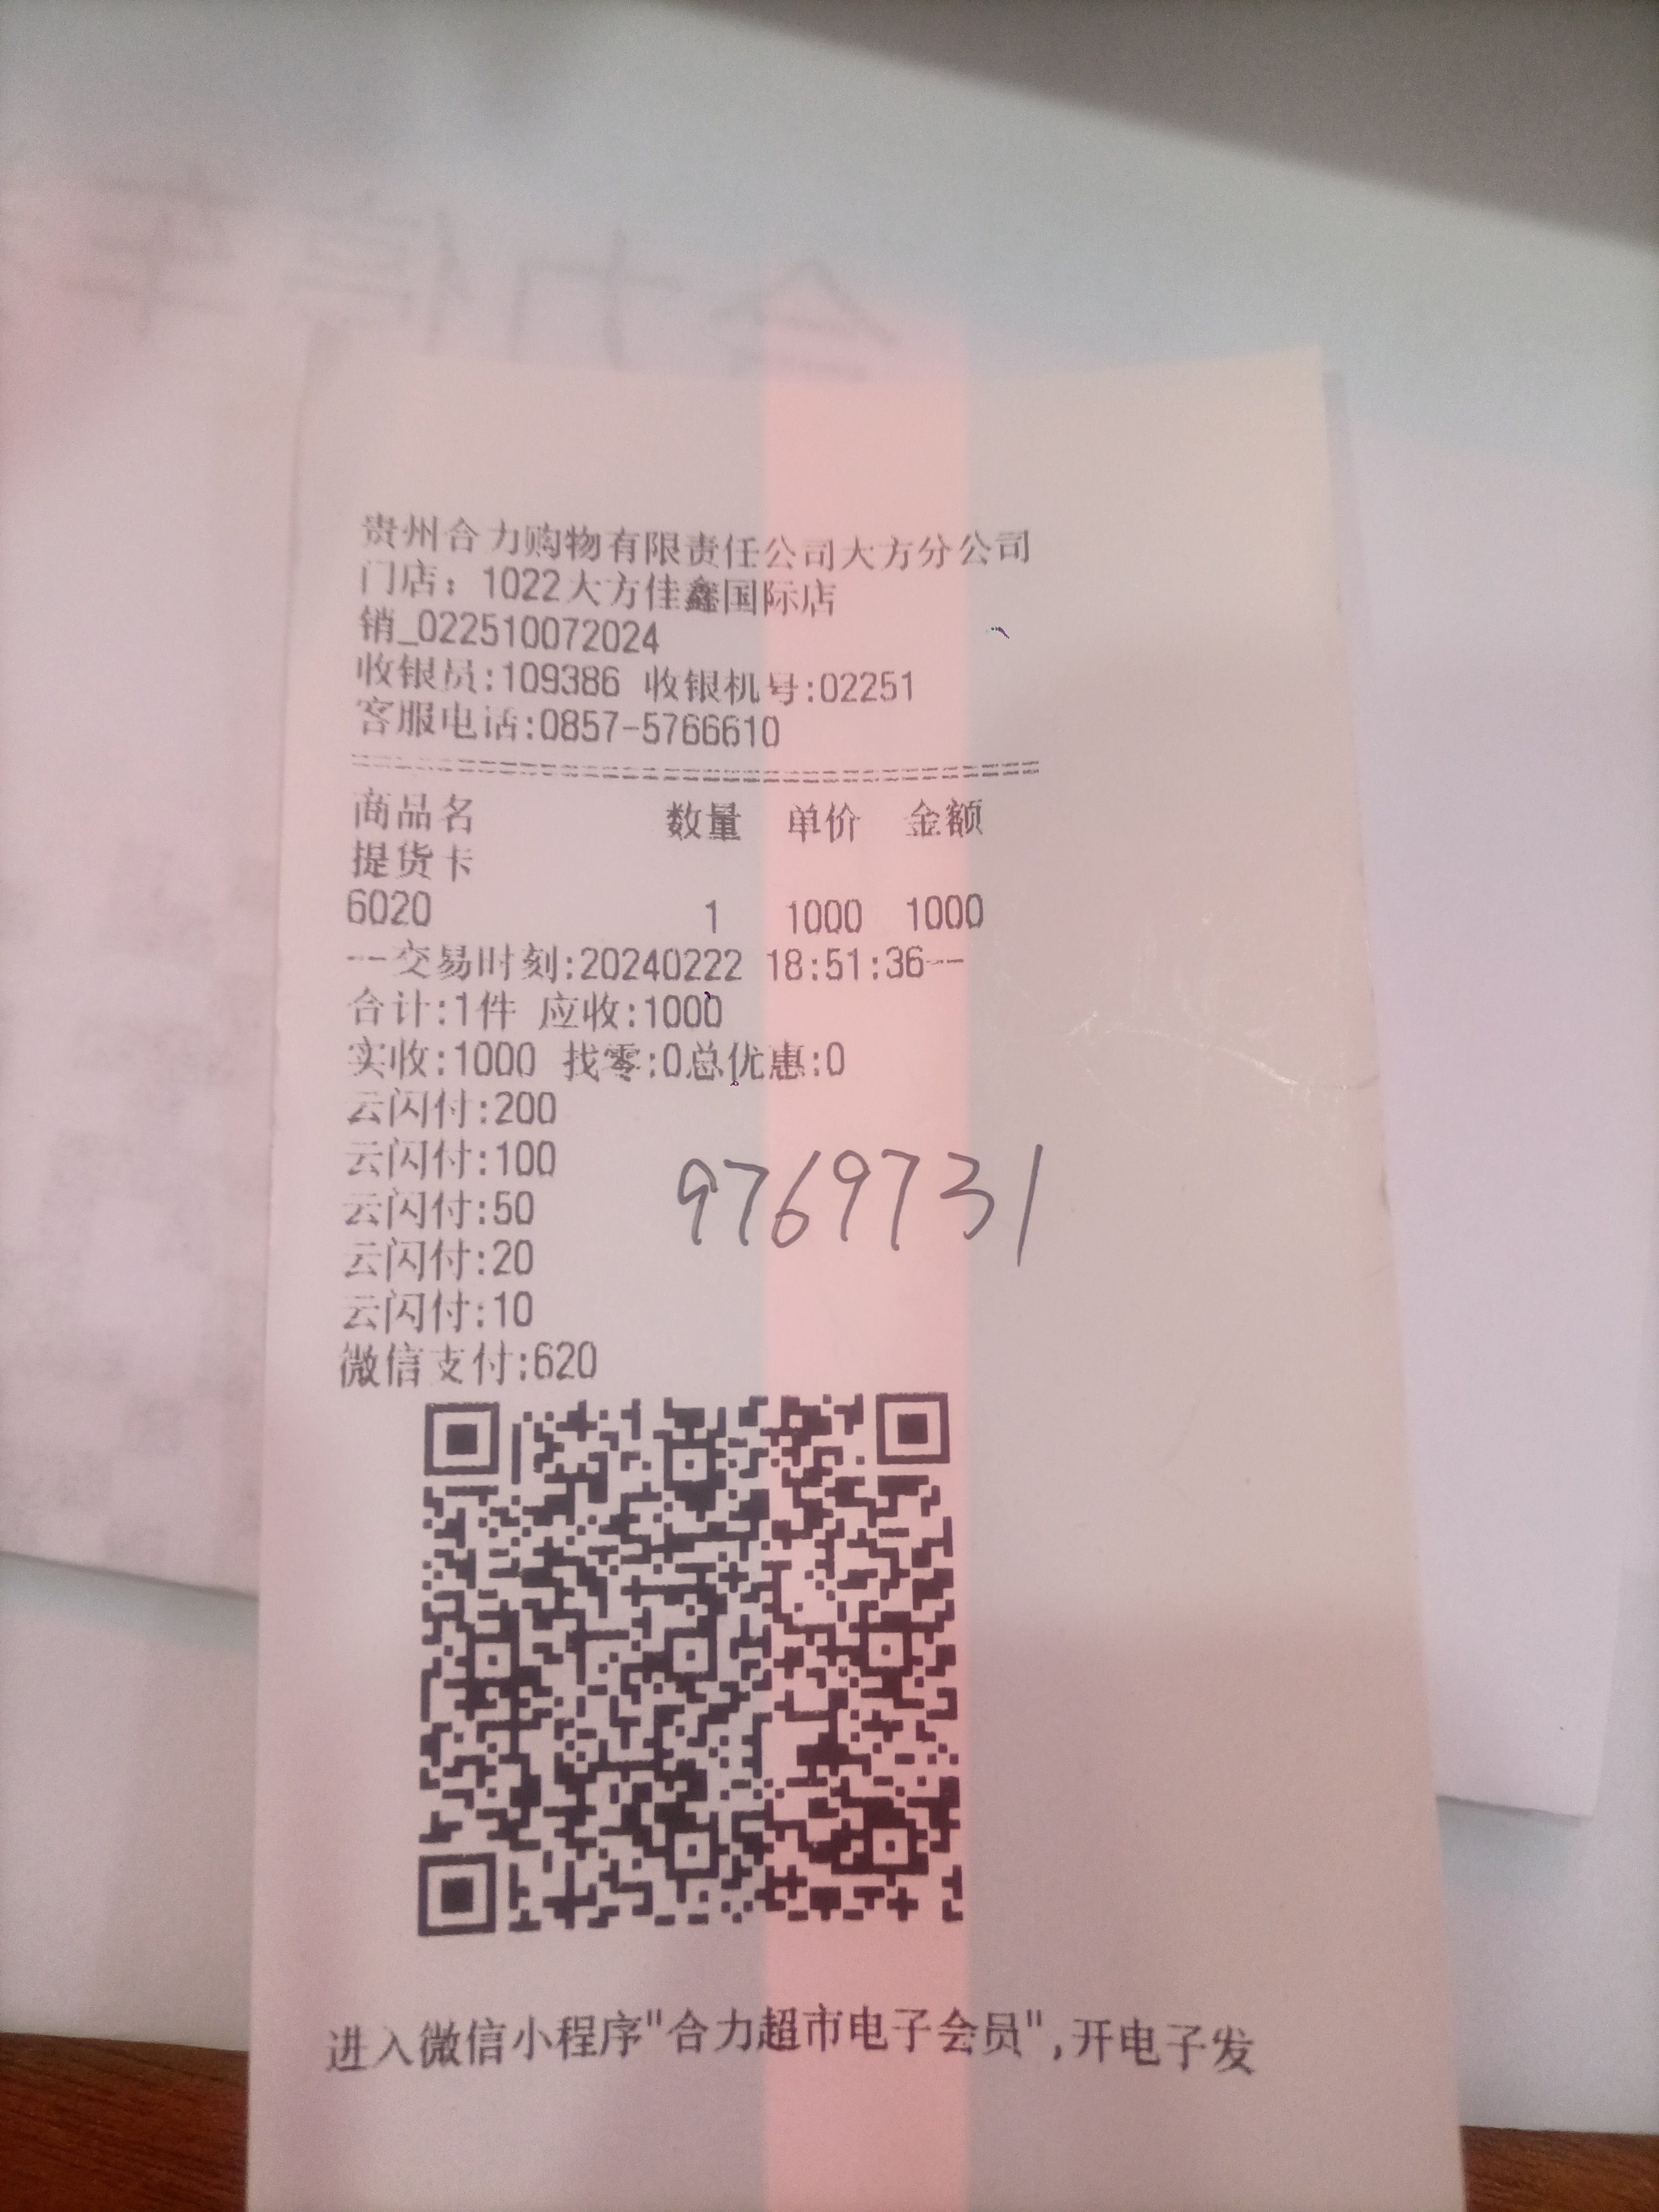 贵州合力购物有限责任公司大方分公司
门店：1022大方佳鑫国际店
销_022510072024
收银员:109386 收银机号:02251
客服电话:0857-5766610
商品名 数量 单价 金额
提货卡
6020 1 1000 1000
--交易时刻:20240222 18:51:36--
合计:1件 应收:1000
实收:1000 找零:0总优惠:0
云闪付:200
云闪付:100
9769731
云闪付:50
云闪付:20
云闪付:10
微信支付:620
进入微信小程序"合力超市电子会员",开电子发